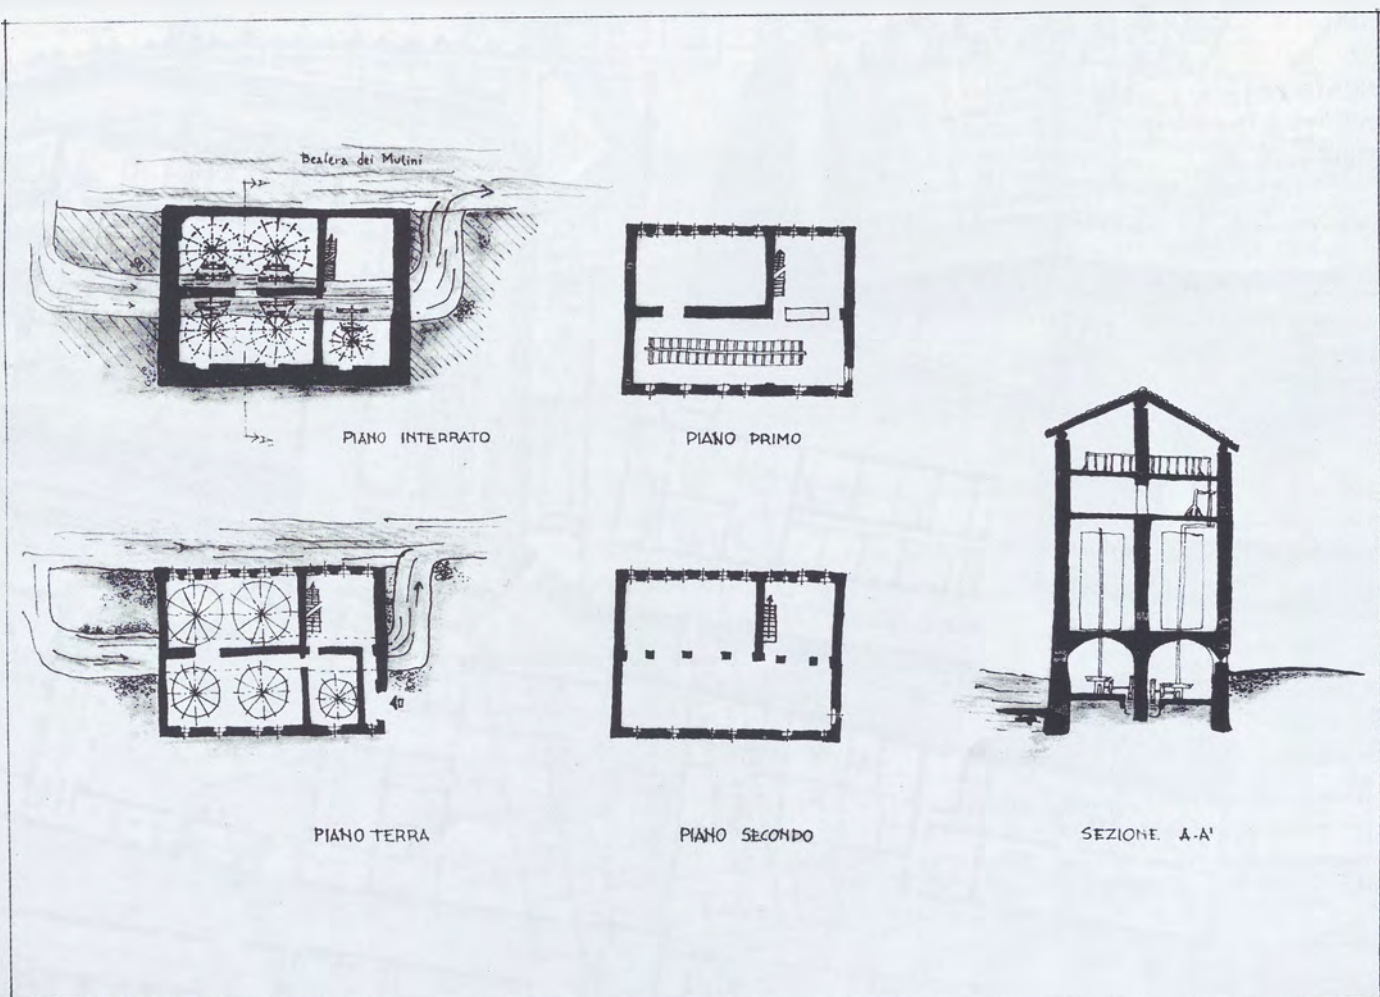 Bealera dei Mulini
PIANO INTERRATO
PIANO PRIMO
PIANO TERRA
PIANO SECONDO
SEZIONE A-A'